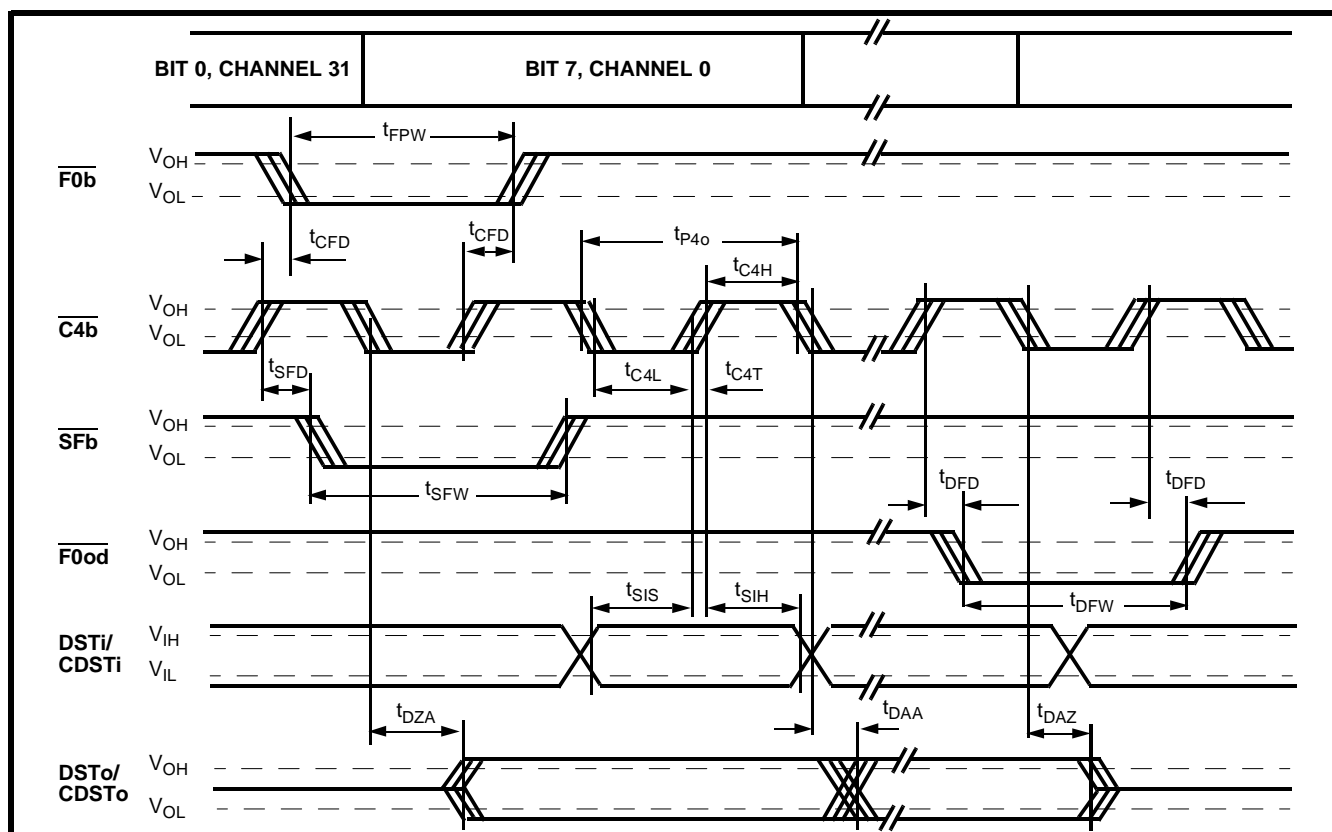 BIT 0, CHANNEL 31 BIT 7, CHANNEL 0
tFPW
F0b VOH
VOL
tCFD tCFD tP4o
tC4H
C4b VOH
VOL
tSFD tC4L tC4T
SFb VOH
VOL
tSFW tDFD tDFD
F0od VOH
VOL
tSIS tSIH tDFW
DSTi/
CDSTi VIH
VIL
tDZA tDAA tDAZ
DSTo/
CDSTo VOH
VOL